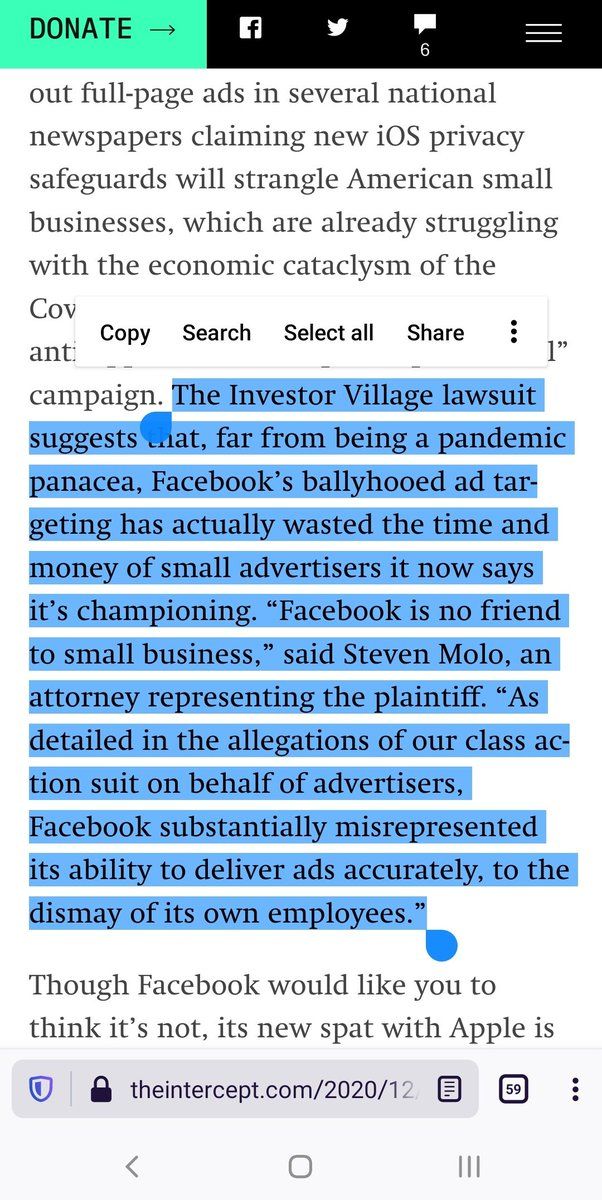 DONATE →
6
out full-page ads in several national
newspapers claiming new iOS privacy
safeguards will strangle American small
businesses, which are already struggling
with the economic cataclysm of the
Cov
Copy Search Select all Share
anti l”
campaign. The Investor Village lawsuit
suggests that, far from being a pandemic
panacea, Facebook’s ballyhooed ad tar-
geting has actually wasted the time and
money of small advertisers it now says
it’s championing. “Facebook is no friend
to small business,” said Steven Molo, an
attorney representing the plaintiff. “As
detailed in the allegations of our class ac-
tion suit on behalf of advertisers,
Facebook substantially misrepresented
its ability to deliver ads accurately, to the
dismay of its own employees.”
Though Facebook would like you to
think it’s not, its new spat with Apple is
theintercept.com/2020/12/
59